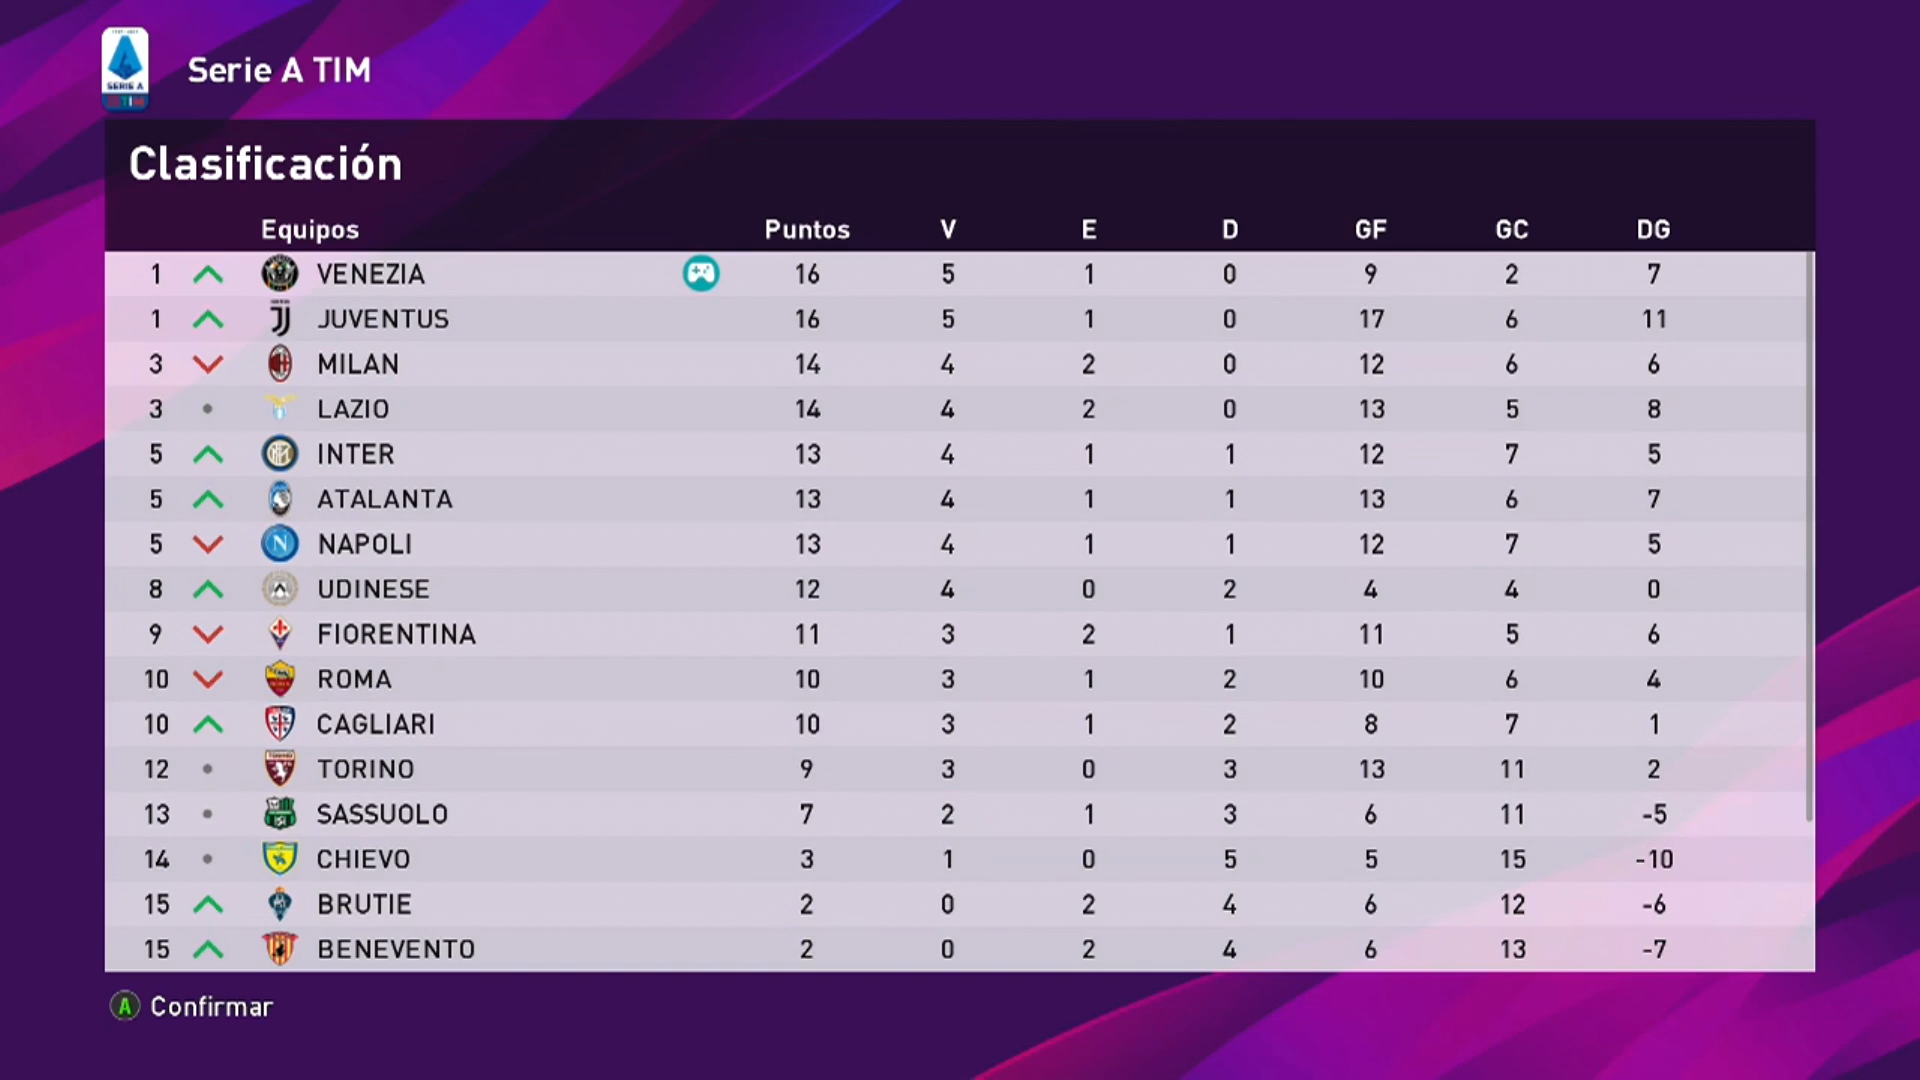 SERIE A
TIM
Serie A TIM
Clasificación
Equipos Puntos V E D GF GC DG
1 VENEZIA 16 5 1 0 9 2 7
1 JUVENTUS 16 5 1 0 17 6 11
3 MILAN 14 4 2 0 12 6 6
3 LAZIO 14 4 2 0 13 5 8
5 INTER 13 4 1 1 12 7 5
5 ATALANTA 13 4 1 1 13 6 7
5 NAPOLI 13 4 1 1 12 7 5
8 UDINESE 12 4 0 2 4 4 0
9 FIORENTINA 11 3 2 1 11 5 6
10 ROMA 10 3 1 2 10 6 4
10 CAGLIARI 10 3 1 2 8 7 1
12 TORINO 9 3 0 3 13 11 2
13 SASSUOLO 7 2 1 3 6 11 -5
14 CHIEVO 3 1 0 5 5 15 -10
15 BRUTIE 2 0 2 4 6 12 -6
15 BENEVENTO 2 0 2 4 6 13 -7
A Confirmar